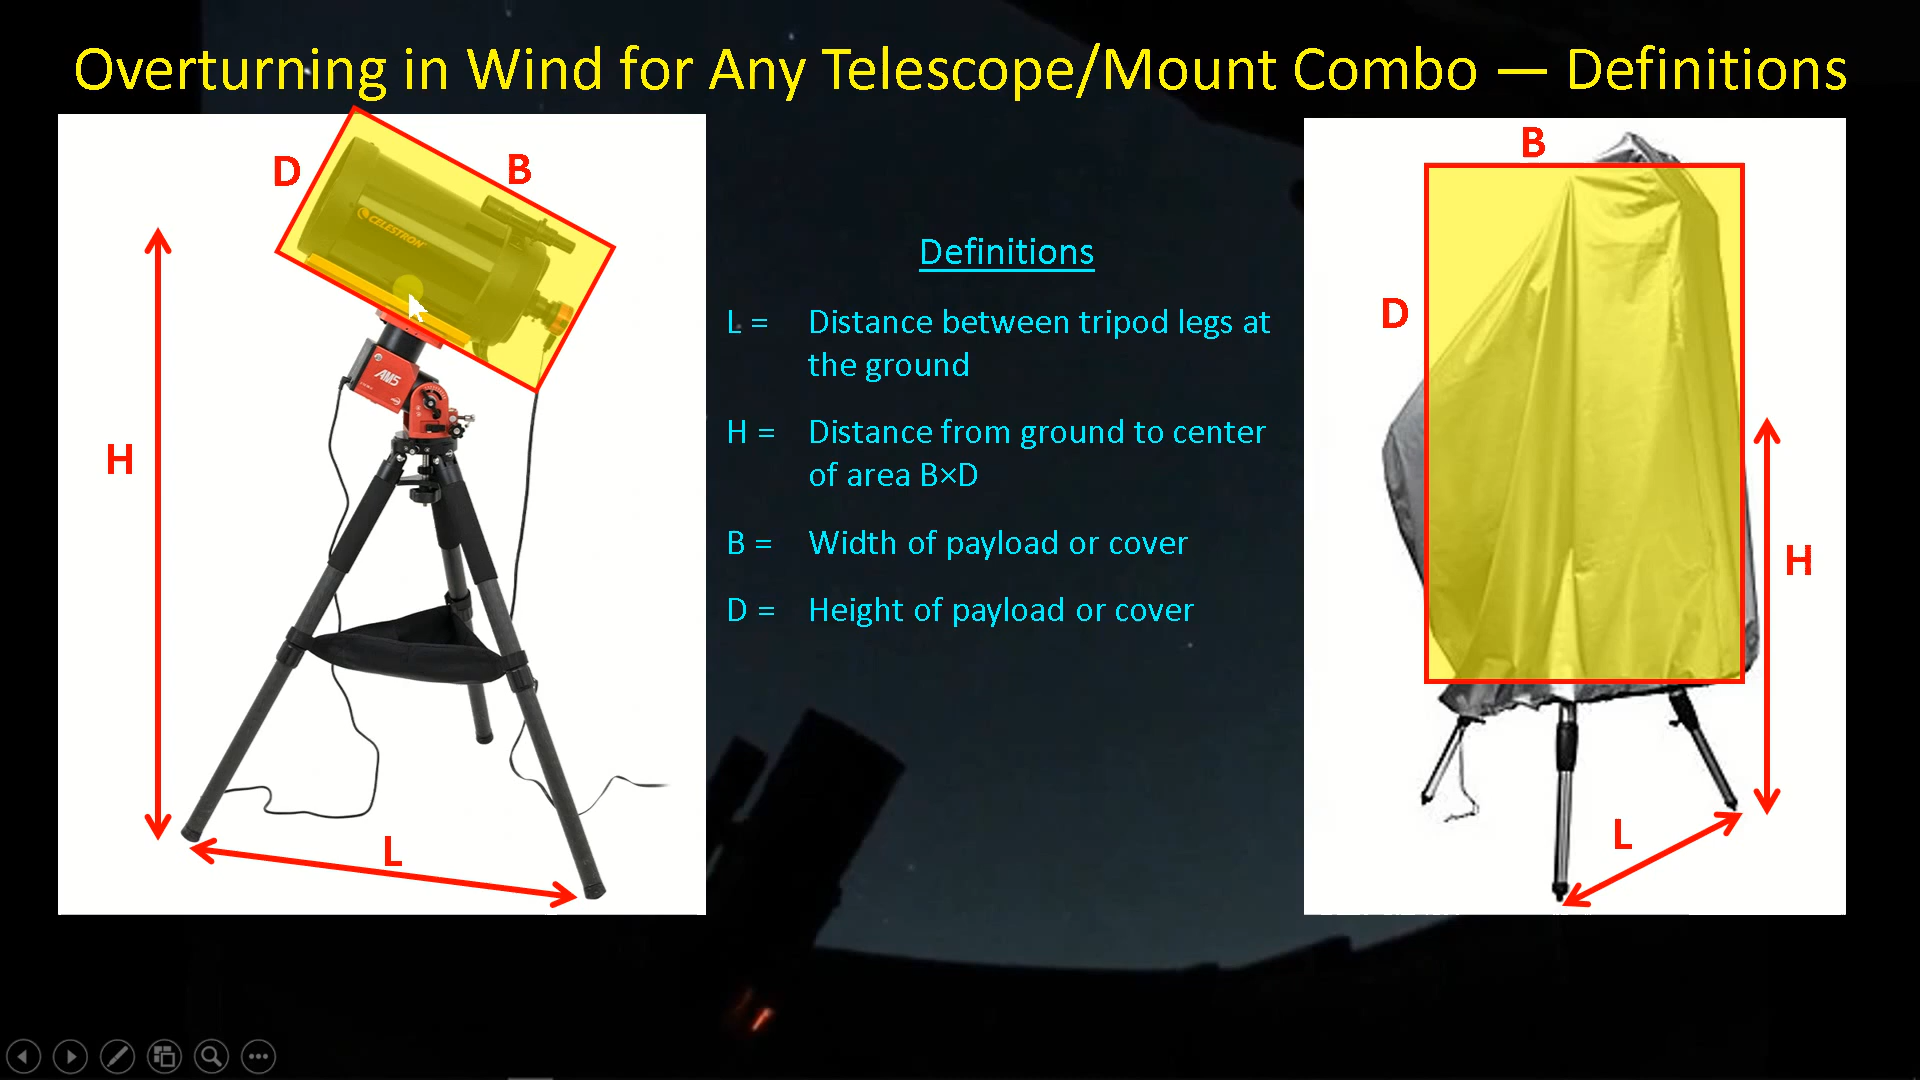 Overturning in Wind for Any Telescope/Mount Combo — Definitions
D
B
CELESTRON
AM5
H
L
Definitions
L = Distance between tripod legs at
the ground
H = Distance from ground to center
of area B×D
B = Width of payload or cover
D = Height of payload or cover
B
D
H
L